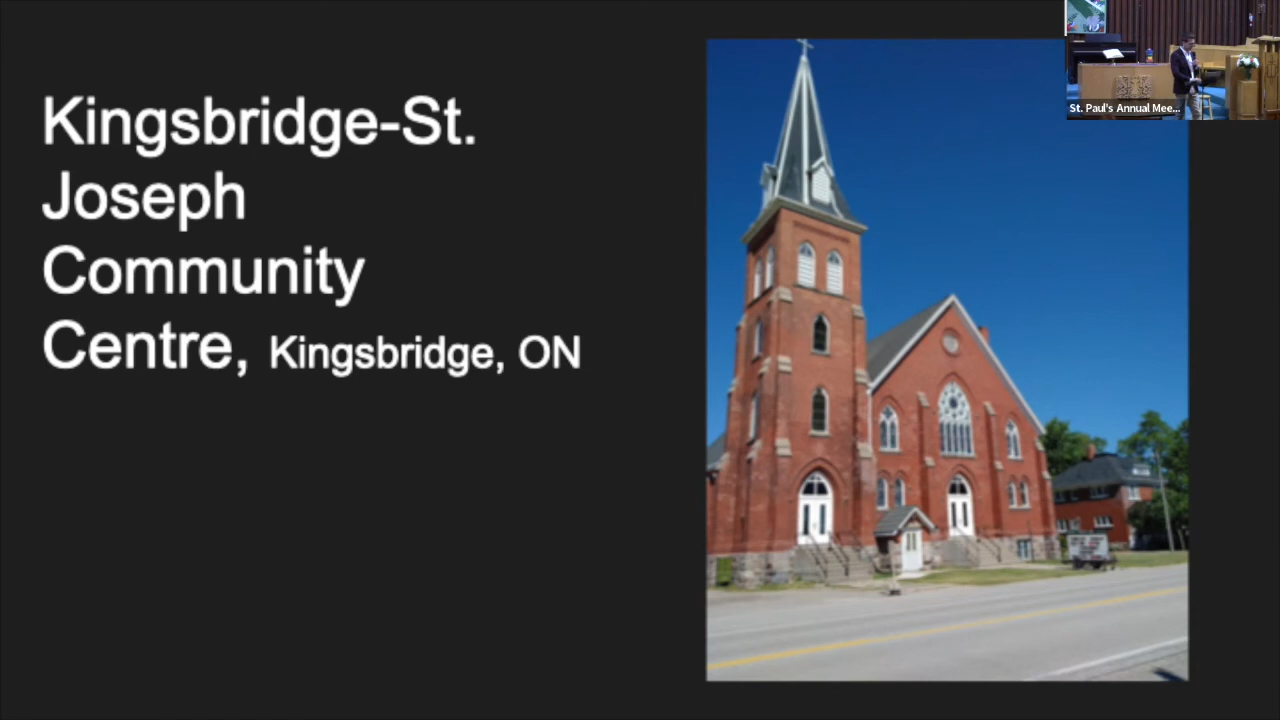 Kingsbridge-St.
Joseph
Community
Centre, Kingsbridge, ON
St. Paul's Annual Mee...